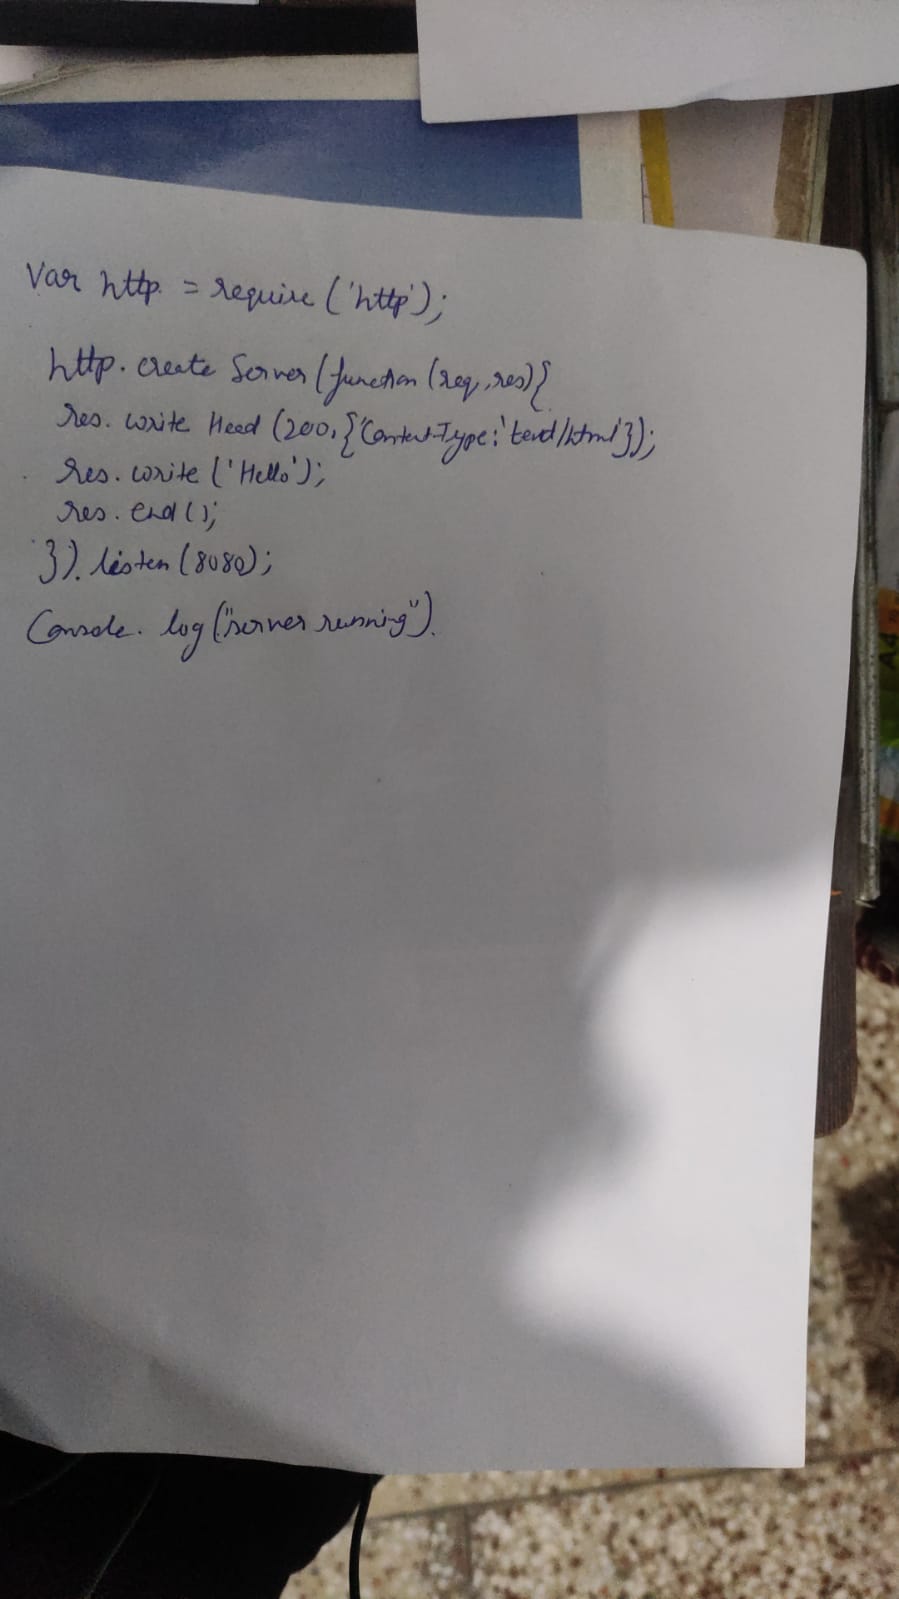 Var http = require ('http');
http. create Server (function (req, res) {
res. write Head (200, {'Content-Type:' text/html'});
res. write ('Hello');
res. end ();
}). listen (8080);
Console. log ("server running").